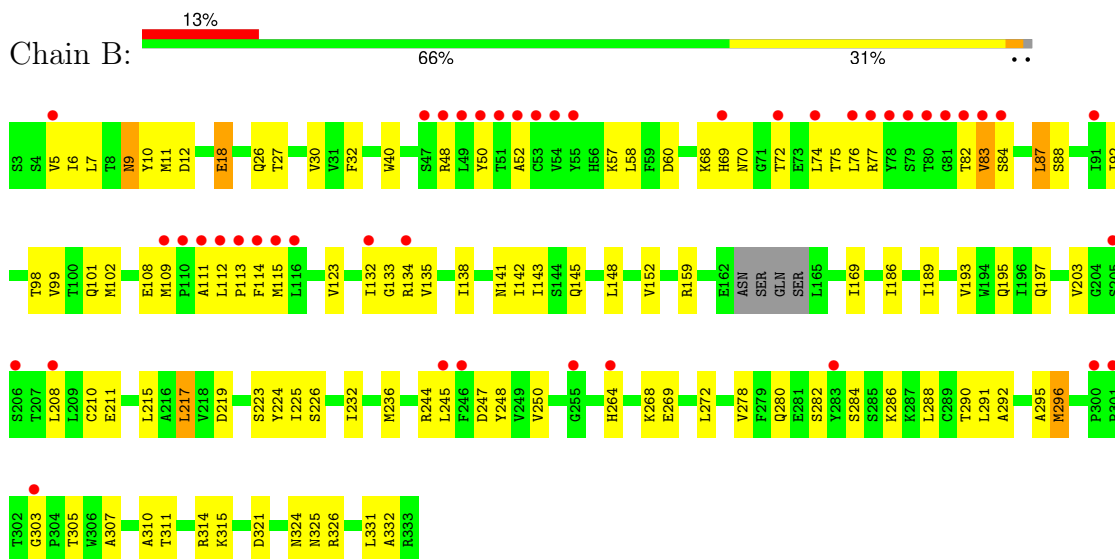 13%
Chain B:
66% 31% • •
S3 S4 V5 I6 L7 T8 N9 Y10 M11 D12 E18 Q26 T27 V30 V31 F32 W40 S47 R48 L49 Y50 T51 A52 C53 V54 Y55 H56 K57 L58 F59 D60 K68 H69 N70 G71 T72 E73 L74 T75 L76 R77 Y78 S79 T80 G81 T82 V83 S84 L87 S88 I91
T98 V99 T100 Q101 M102 E108 M109 P110 A111 L112 P113 F114 M115 L116 V123 I132 G133 R134 V135 I138 N141 I142 I143 S144 Q145 L148 V152 R159 E162 ASN SER GLN SER L165 I169 I186 I189 V193 W194 Q195 I196 Q197 V203 G204 S205
S206 T207 L208 L209 C210 E211 L215 A216 L217 V218 D219 S223 Y224 I225 S226 I232 M236 R244 L245 F246 D247 Y248 V249 V250 G255 H264 K268 E269 L272 V278 F279 Q280 E281 S282 Y283 S284 S285 K286 K287 L288 C289 T290 L291 A292 A295 M296 P300
T302 G303 P304 T305 W306 A307 A310 T311 R314 K315 D321 N324 N325 R326 L331 A332 R333